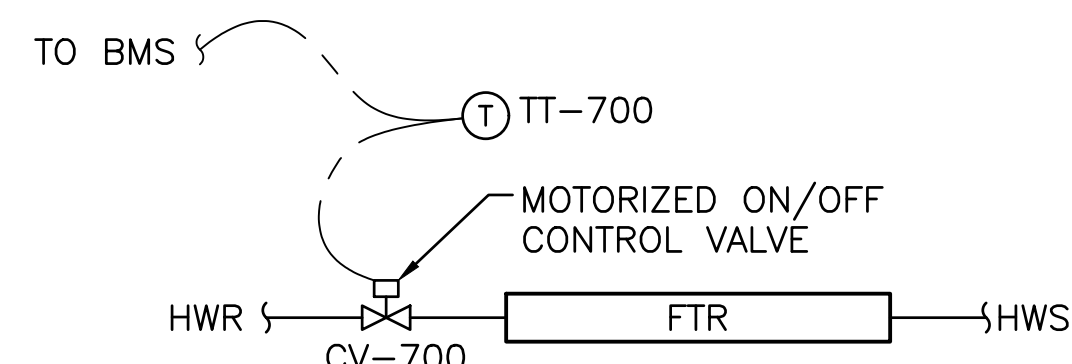 TO BMS
T
TT-700
MOTORIZED ON/OFF
CONTROL VALVE
HWR
FTR
HWS
CV-700